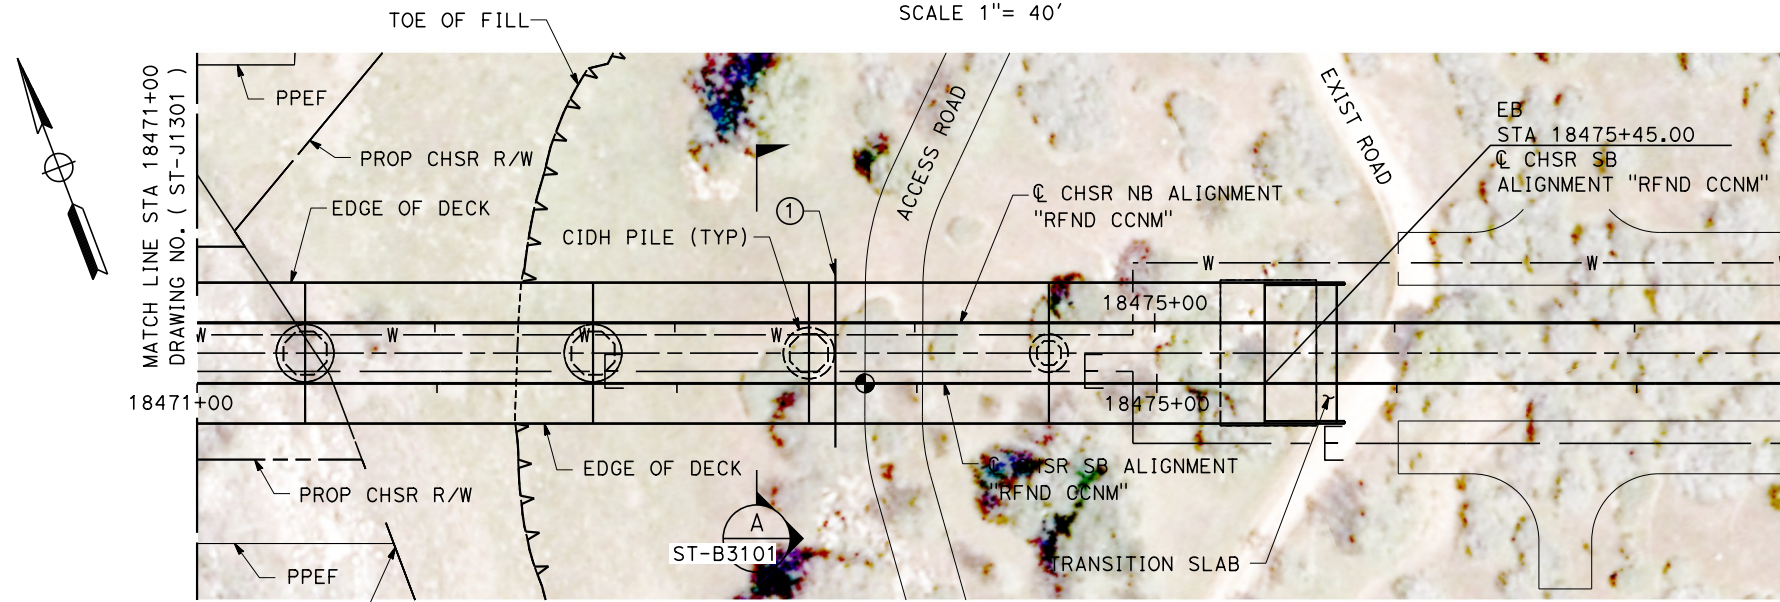 SCALE 1"= 40'
TOE OF FILL
MATCH LINE STA 18471+00
DRAWING NO. ( ST-J1301 )
PPEF
PROP CHSR R/W
EDGE OF DECK
CIDH PILE (TYP)
1
ACCESS ROAD
℄ CHSR NB ALIGNMENT
"RFND CCNM"
EXIST ROAD
EB
STA 18475+45.00
℄ CHSR SB
ALIGNMENT "RFND CCNM"
W
W
18475+00
W
W
W
E
E
18471+00
18475+00
E
EDGE OF DECK
℄ CHSR SB ALIGNMENT
"RFND CCNM"
PROP CHSR R/W
A
ST-B3101
TRANSITION SLAB
PPEF